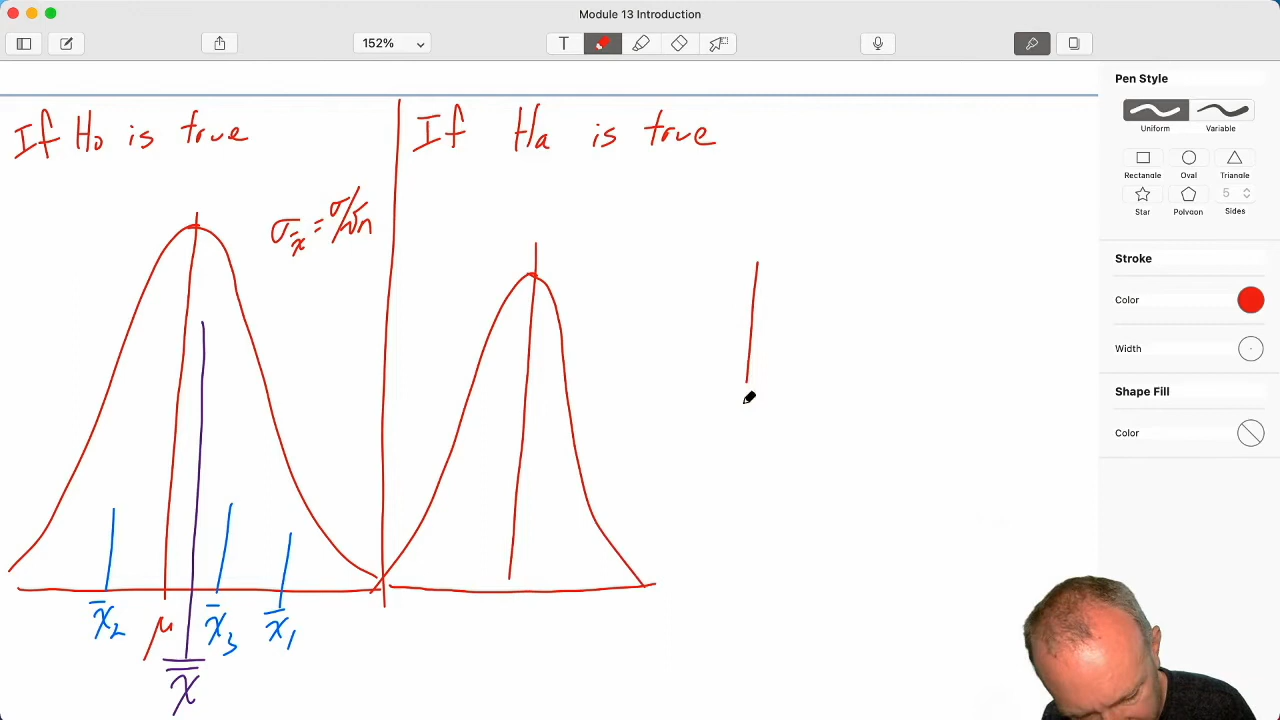 Module 13 Introduction
152%
T
Pen Style
Uniform Variable
Rectangle Oval Triangle
5
Star Polygon Sides
Stroke
Color
Width
Shape Fill
Color
If H₀ is true
If Hₐ is true
σx̄ = σ/√n
x̄₂ μ x̄₃ x̄₁
x̿